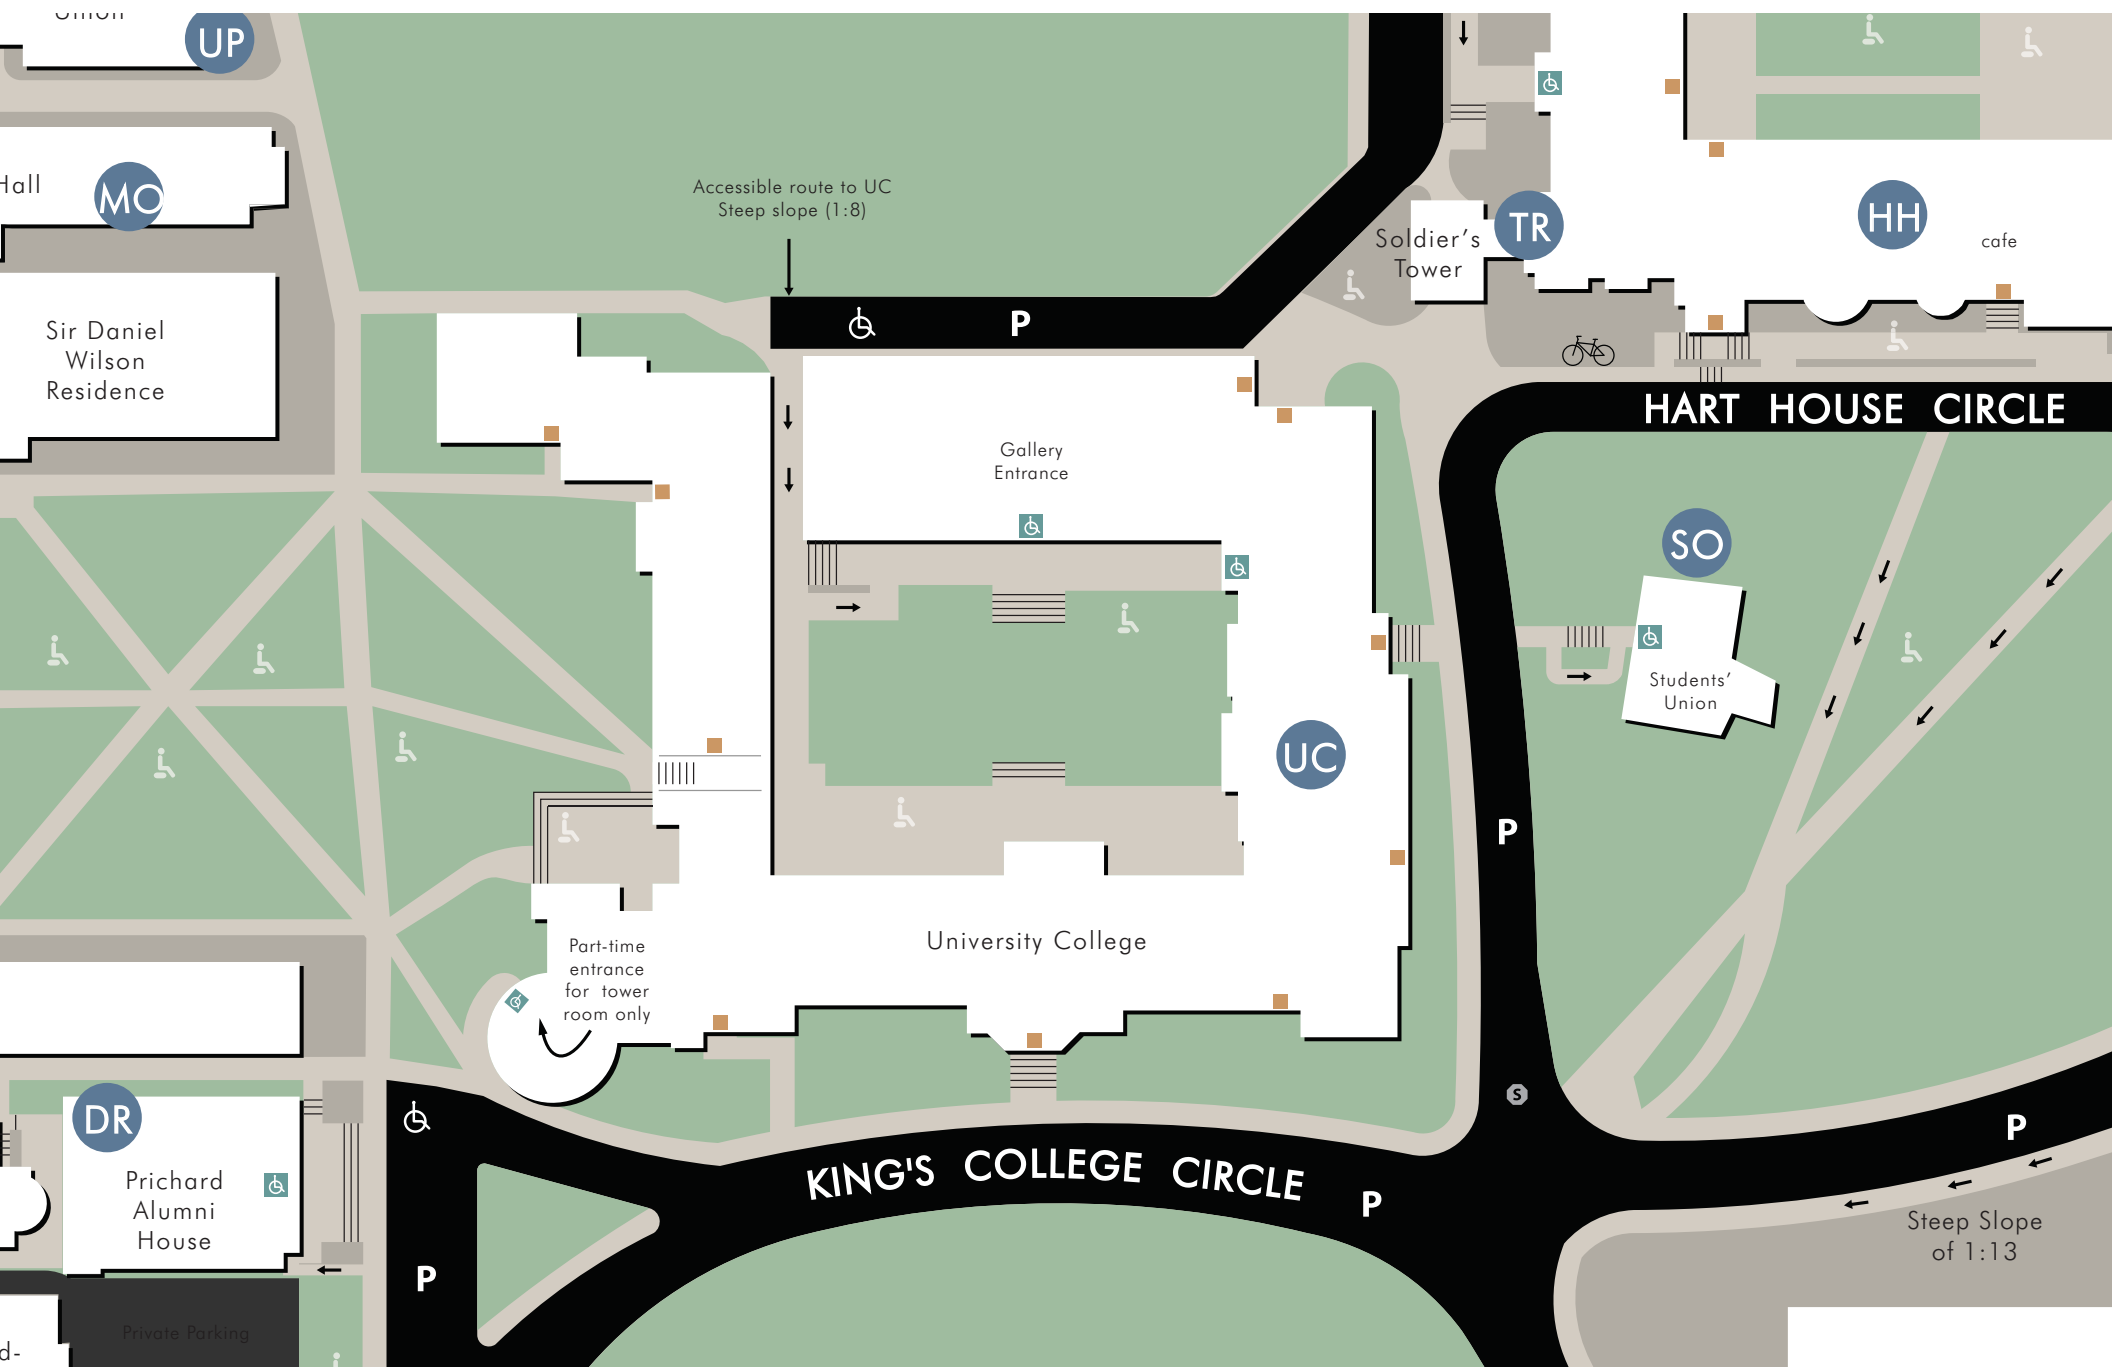 Union
UP
Hall
MO
Accessible route to UC
Steep slope (1:8)
Soldier's
Tower
TR
HH
cafe
Sir Daniel
Wilson
Residence
P
HART HOUSE CIRCLE
Gallery
Entrance
SO
Students'
Union
UC
P
University College
Part-time
entrance
for tower
room only
S
DR
Prichard
Alumni
House
KING'S COLLEGE CIRCLE
P
P
P
Steep Slope
of 1:13
Private Parking
d-